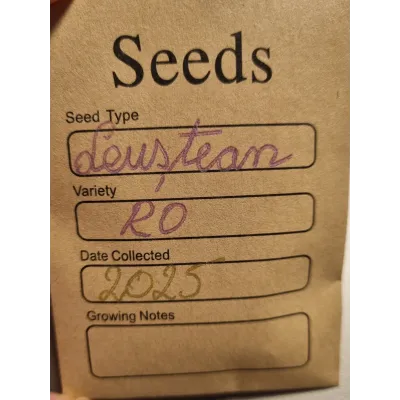 Seeds
Seed Type
Leuștean
Variety
RO
Date Collected
2025
Growing Notes